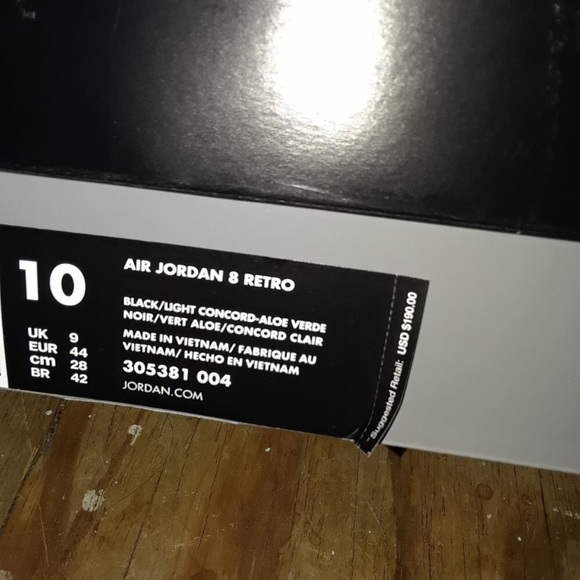 10
UK 9
EUR 44
cm 28
BR 42
AIR JORDAN 8 RETRO
BLACK/LIGHT CONCORD-ALOE VERDE
NOIR/VERT ALOE/CONCORD CLAIR
MADE IN VIETNAM/ FABRIQUE AU
VIETNAM/ HECHO EN VIETNAM
305381 004
JORDAN.COM
Suggested Retail: USD $190.00